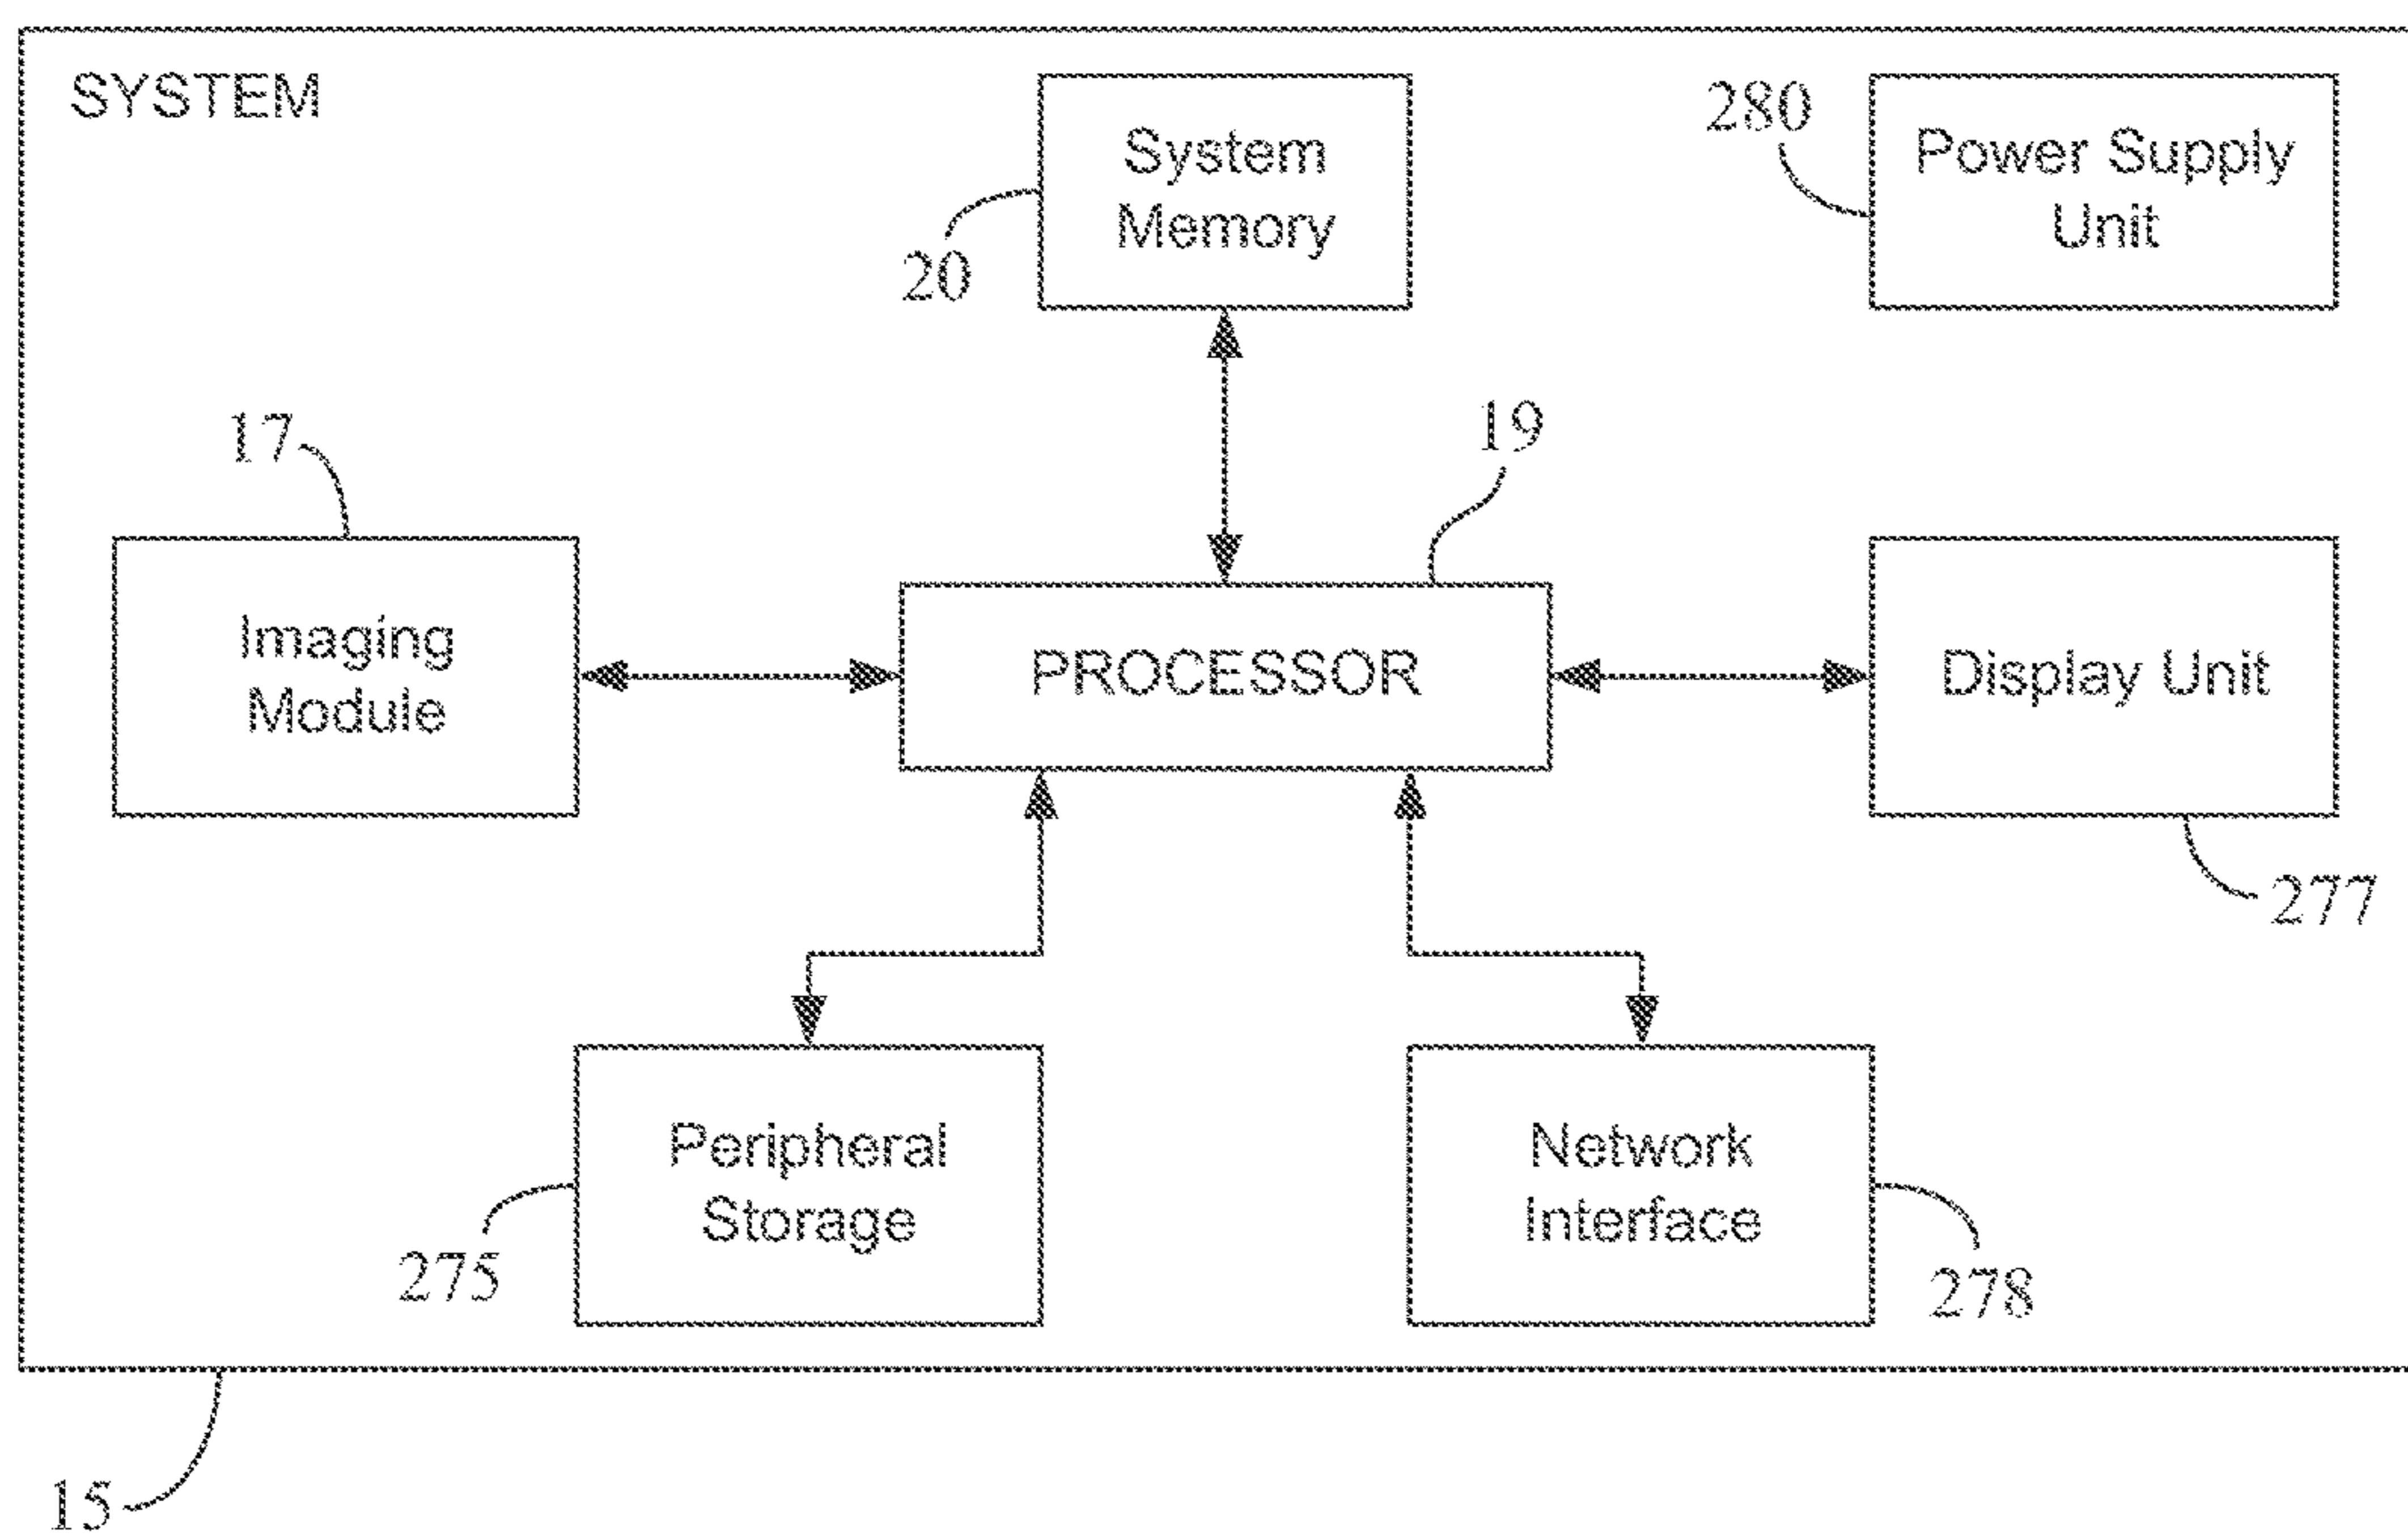 SYSTEM
System
Memory
20
280
Power Supply
Unit
17
19
Imaging
Module
PROCESSOR
Display Unit
277
Peripheral
Storage
275
Network
Interface
278
15